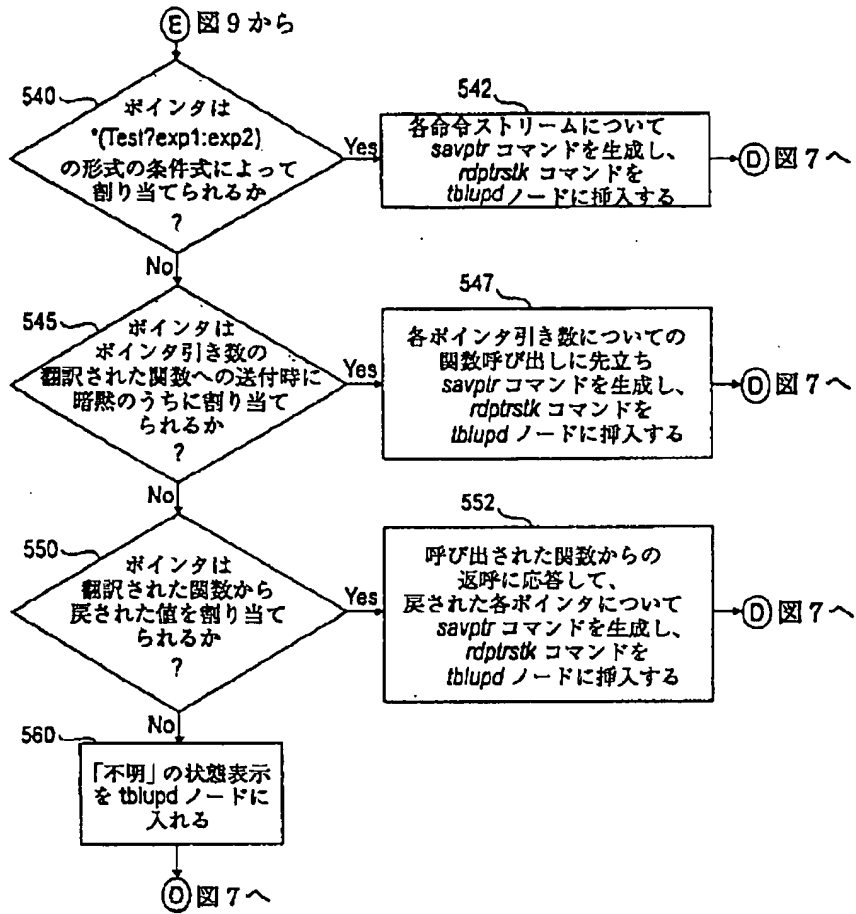 E 図9から
540
ポインタは
*(Test?exp1:exp2)
の形式の条件式によって
割り当てられるか
?
Yes
542
各命令ストリームについて
savptr コマンドを生成し、
rdptrstk コマンドを
tblupd ノードに挿入する
D 図7へ
No
545
ポインタは
ポインタ引き数の
翻訳された関数への送付時に
暗黙のうちに割り当て
られるか
?
Yes
547
各ポインタ引き数についての
関数呼び出しに先立ち
savptr コマンドを生成し、
rdptrstk コマンドを
tblupd ノードに挿入する
D 図7へ
No
550
ポインタは
翻訳された関数から
戻された値を割り当て
られるか
?
Yes
552
呼び出された関数からの
返呼に応答して、
戻された各ポインタについて
savptr コマンドを生成し、
rdptrstk コマンドを
tblupd ノードに挿入する
D 図7へ
No
560
「不明」の状態表示
を tblupd ノードに
入れる
D 図7へ